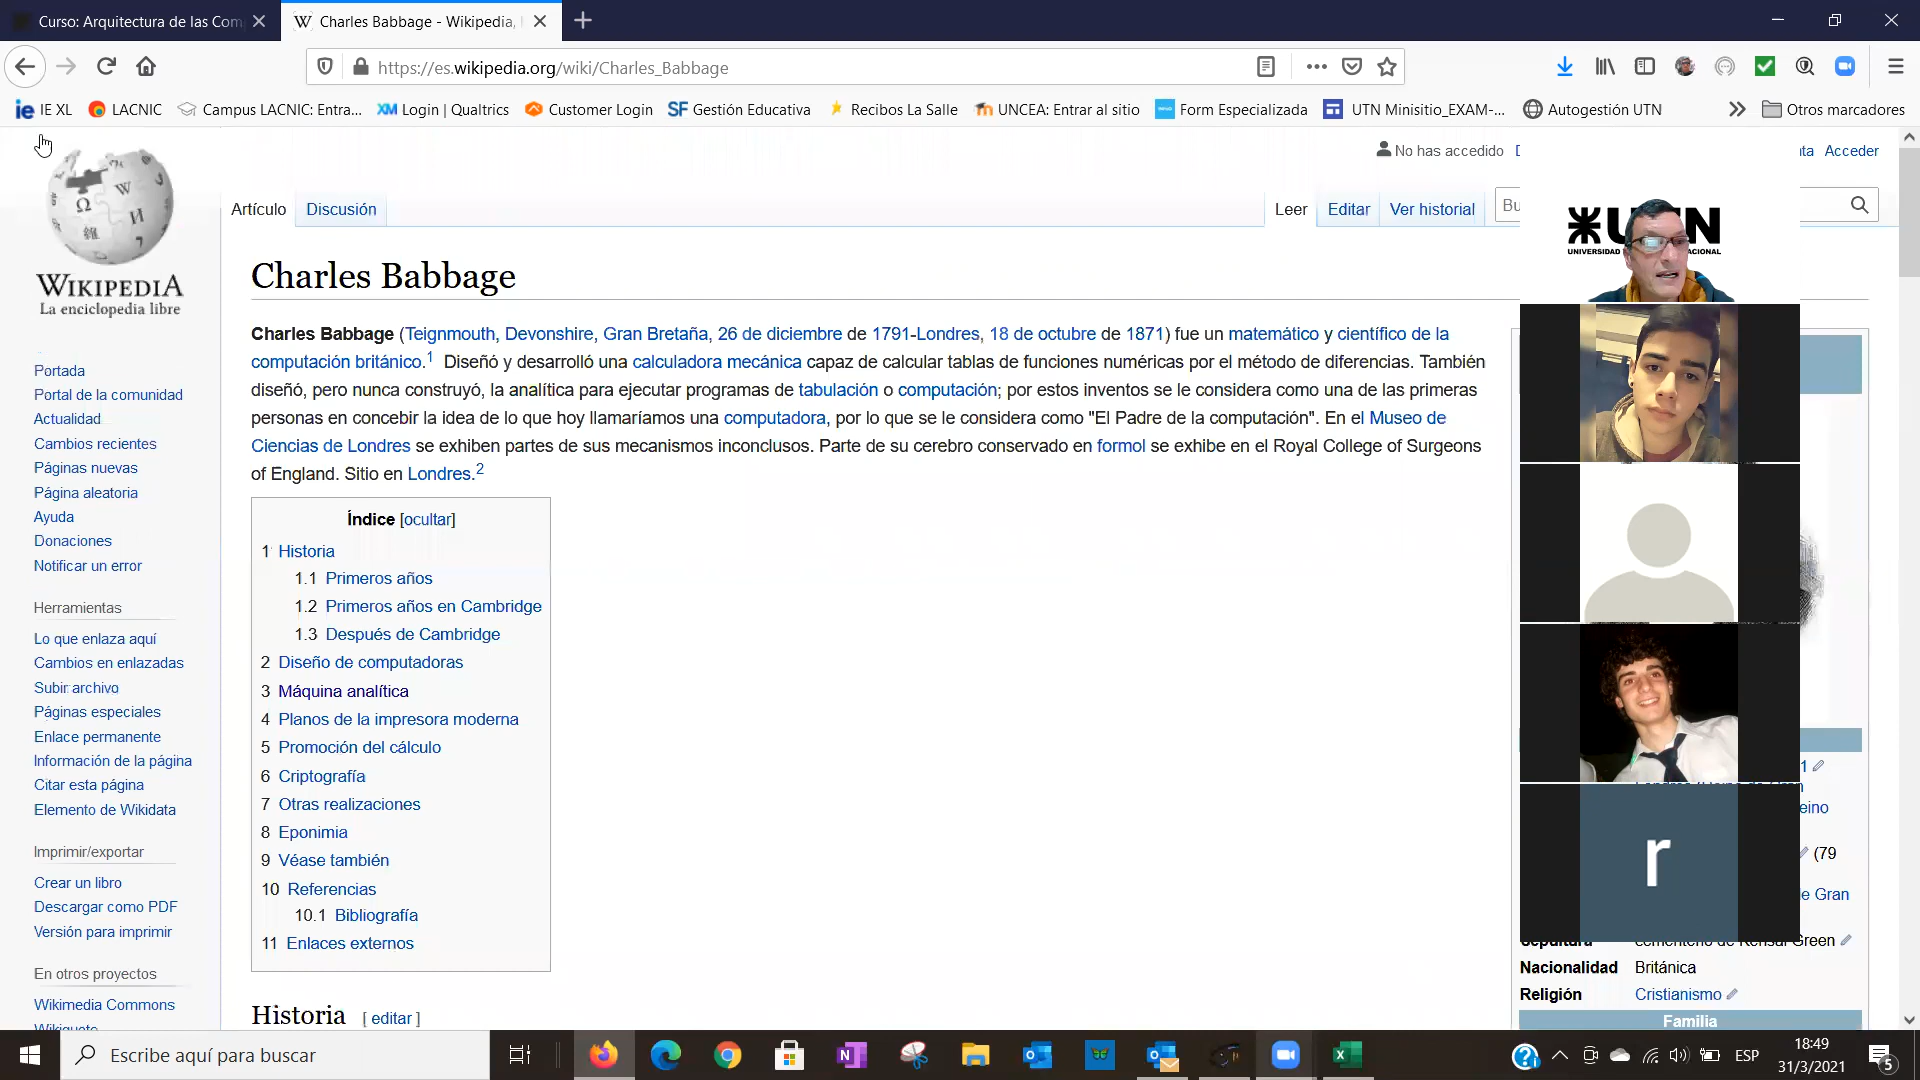 Curso: Arquitectura de las Com
Charles Babbage - Wikipedia,
https://es.wikipedia.org/wiki/Charles_Babbage
IE XL
LACNIC
Campus LACNIC: Entra...
Login | Qualtrics
Customer Login
Gestión Educativa
Recibos La Salle
UNCEA: Entrar al sitio
Form Especializada
UTN Minisitio_EXAM-...
Autogestión UTN
Otros marcadores
No has accedido
Acceder
Artículo
Discusión
Leer
Editar
Ver historial
Bu
WIKIPEDIA
La enciclopedia libre
Portada
Portal de la comunidad
Actualidad
Cambios recientes
Páginas nuevas
Página aleatoria
Ayuda
Donaciones
Notificar un error
Herramientas
Lo que enlaza aquí
Cambios en enlazadas
Subir archivo
Páginas especiales
Enlace permanente
Información de la página
Citar esta página
Elemento de Wikidata
Imprimir/exportar
Crear un libro
Descargar como PDF
Versión para imprimir
En otros proyectos
Wikimedia Commons
Wikiquote
Charles Babbage
Charles Babbage (Teignmouth, Devonshire, Gran Bretaña, 26 de diciembre de 1791-Londres, 18 de octubre de 1871) fue un matemático y científico de la
computación británico.1 Diseñó y desarrolló una calculadora mecánica capaz de calcular tablas de funciones numéricas por el método de diferencias. También
diseñó, pero nunca construyó, la analítica para ejecutar programas de tabulación o computación; por estos inventos se le considera como una de las primeras
personas en concebir la idea de lo que hoy llamaríamos una computadora, por lo que se le considera como "El Padre de la computación". En el Museo de
Ciencias de Londres se exhiben partes de sus mecanismos inconclusos. Parte de su cerebro conservado en formol se exhibe en el Royal College of Surgeons
of England. Sitio en Londres.2
Índice [ocultar]
1 Historia
1.1 Primeros años
1.2 Primeros años en Cambridge
1.3 Después de Cambridge
2 Diseño de computadoras
3 Máquina analítica
4 Planos de la impresora moderna
5 Promoción del cálculo
6 Criptografía
7 Otras realizaciones
8 Eponimia
9 Véase también
10 Referencias
10.1 Bibliografía
11 Enlaces externos
Historia [ editar ]
UTN
UNIVERSIDAD
r
(79
e Gran
Sepultura cementerio de Kensal Green
Nacionalidad Británica
Religión Cristianismo
Familia
Escribe aquí para buscar
ESP
18:49
31/3/2021
5